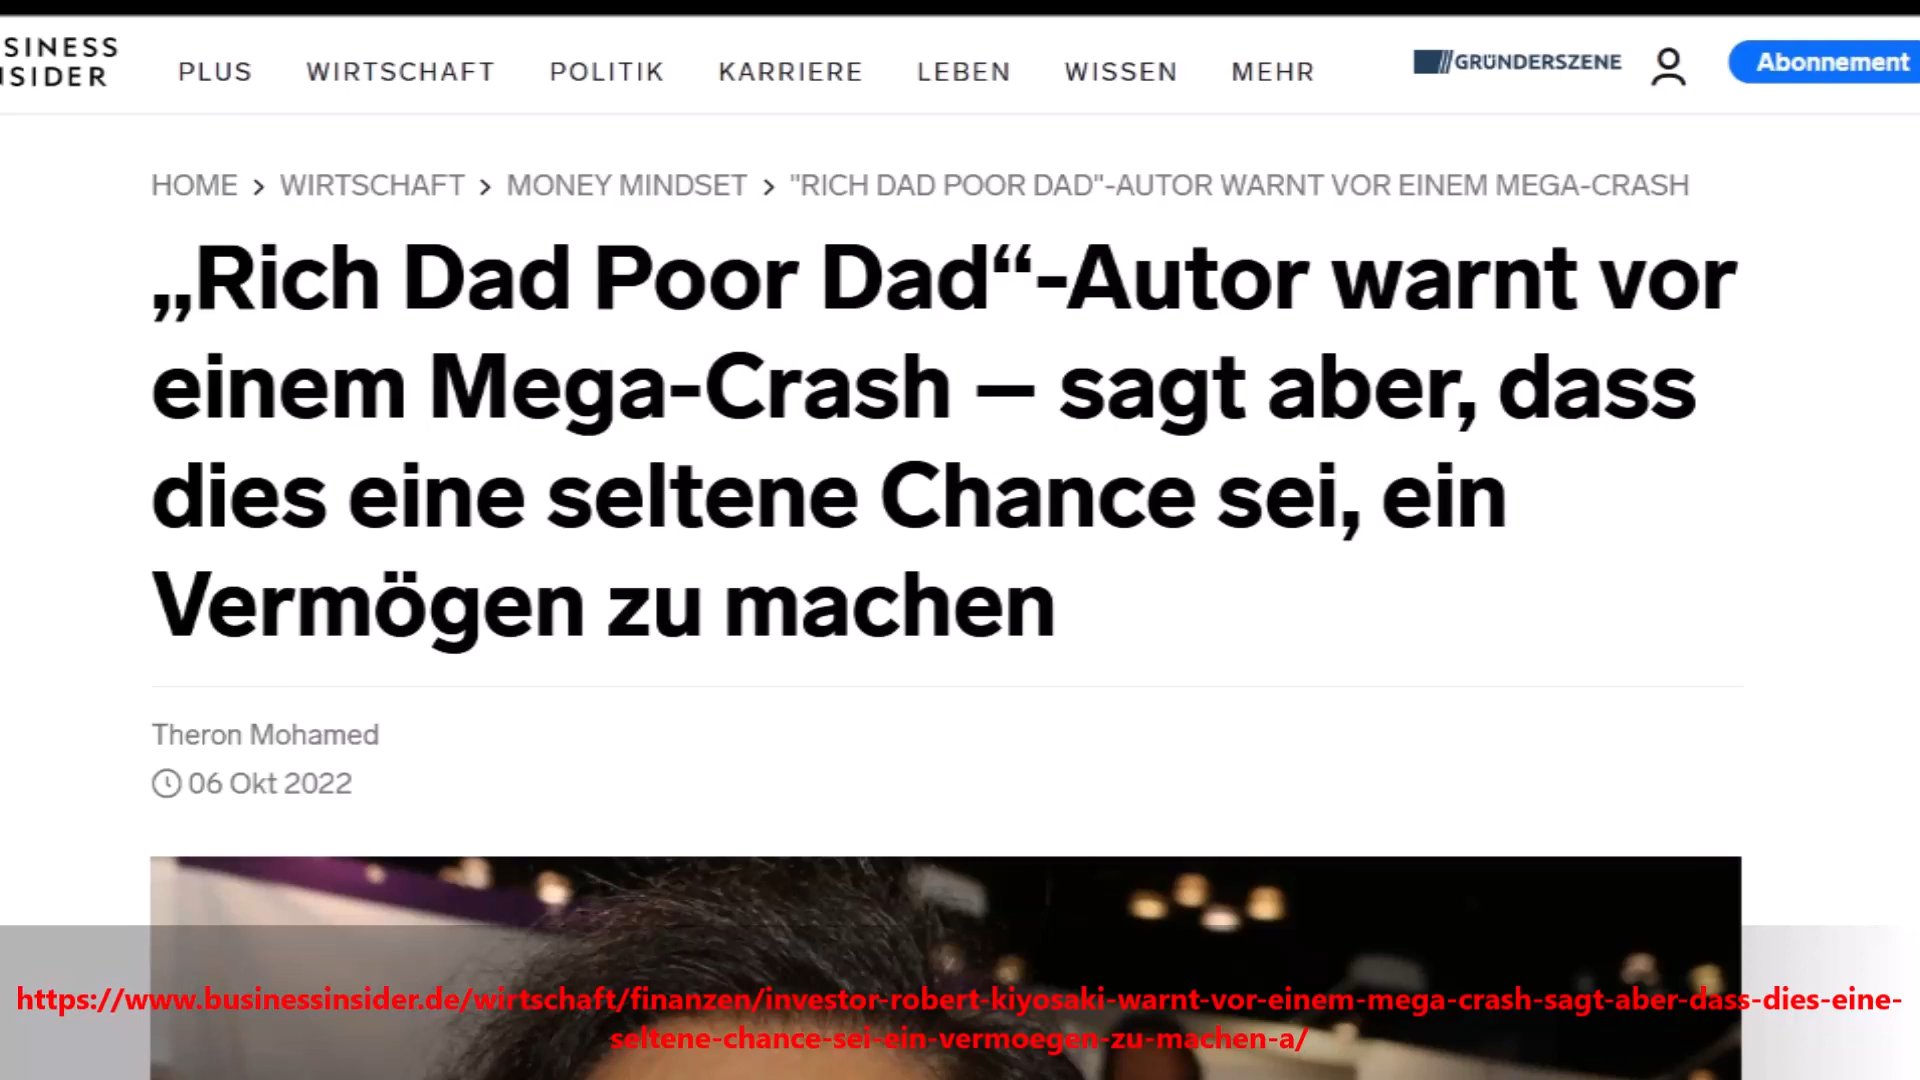 SINESS
NSIDER
PLUS WIRTSCHAFT POLITIK KARRIERE LEBEN WISSEN MEHR
GRÜNDERSZENE
Abonnement
HOME > WIRTSCHAFT > MONEY MINDSET > "RICH DAD POOR DAD"-AUTOR WARNT VOR EINEM MEGA-CRASH
„Rich Dad Poor Dad“-Autor warnt vor
einem Mega-Crash – sagt aber, dass
dies eine seltene Chance sei, ein
Vermögen zu machen
Theron Mohamed
06 Okt 2022
https://www.businessinsider.de/wirtschaft/finanzen/investor-robert-kiyosaki-warnt-vor-einem-mega-crash-sagt-aber-dass-dies-eine-
seltene-chance-sei-ein-vermoegen-zu-machen-a/